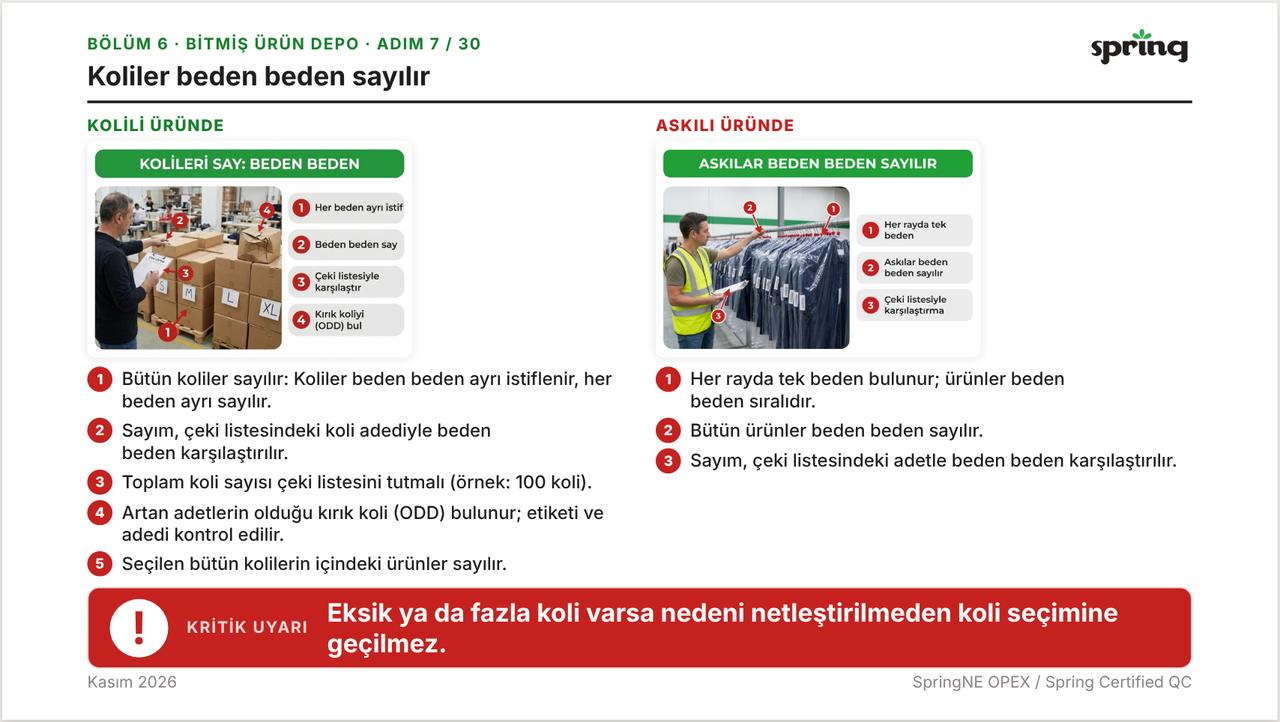 BÖLÜM 6 · BİTMİŞ ÜRÜN DEPO · ADIM 7 / 30
spring
Koliler beden beden sayılır
KOLİLİ ÜRÜNDE
KOLİLERİ SAY: BEDEN BEDEN
2
4
3
1
S
M
L
XL
1 Her beden ayrı istif
2 Beden beden say
3 Çeki listesiyle
karşılaştır
4 Kırık koliyi
(ODD) bul
1 Bütün koliler sayılır: Koliler beden beden ayrı istiflenir, her
beden ayrı sayılır.
2 Sayım, çeki listesindeki koli adediyle beden
beden karşılaştırılır.
3 Toplam koli sayısı çeki listesini tutmalı (örnek: 100 koli).
4 Artan adetlerin olduğu kırık koli (ODD) bulunur; etiketi ve
adedi kontrol edilir.
5 Seçilen bütün kolilerin içindeki ürünler sayılır.
ASKILI ÜRÜNDE
ASKILAR BEDEN BEDEN SAYILIR
2
1
3
1 Her rayda tek
beden
2 Askılar beden
beden sayılır
3 Çeki listesiyle
karşılaştırma
1 Her rayda tek beden bulunur; ürünler beden
beden sıralıdır.
2 Bütün ürünler beden beden sayılır.
3 Sayım, çeki listesindeki adetle beden beden karşılaştırılır.
! KRİTİK UYARI
Eksik ya da fazla koli varsa nedeni netleştirilmeden koli seçimine
geçilmez.
Kasım 2026
SpringNE OPEX / Spring Certified QC